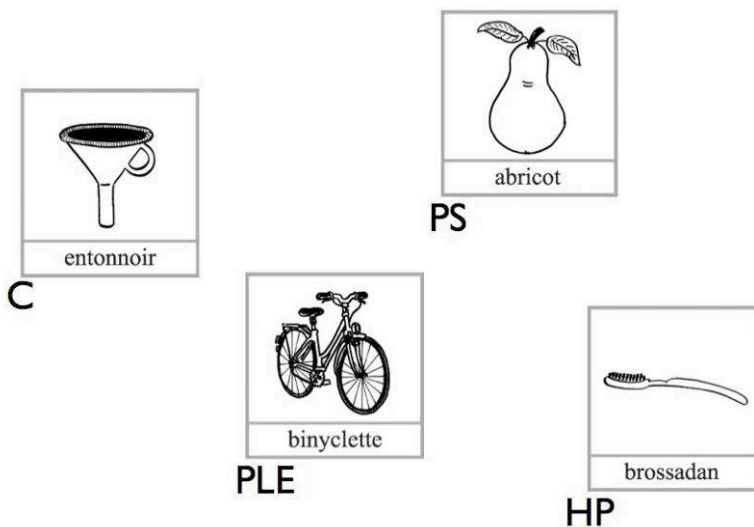 abricot
PS
entonnoir
C
binyclette
PLE
brossadan
HP